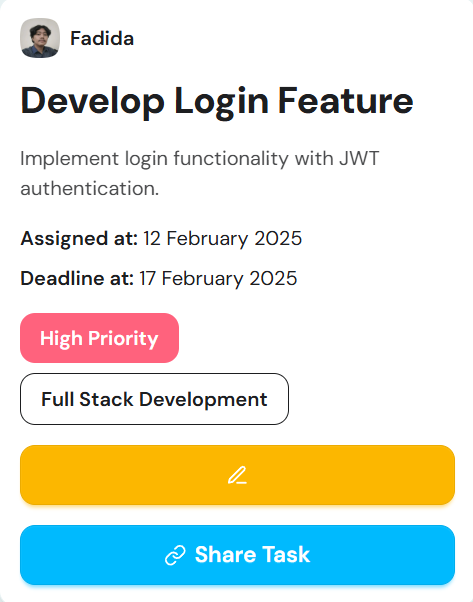 Fadida
Develop Login Feature
Implement login functionality with JWT
authentication.
Assigned at: 12 February 2025
Deadline at: 17 February 2025
High Priority
Full Stack Development
Share Task